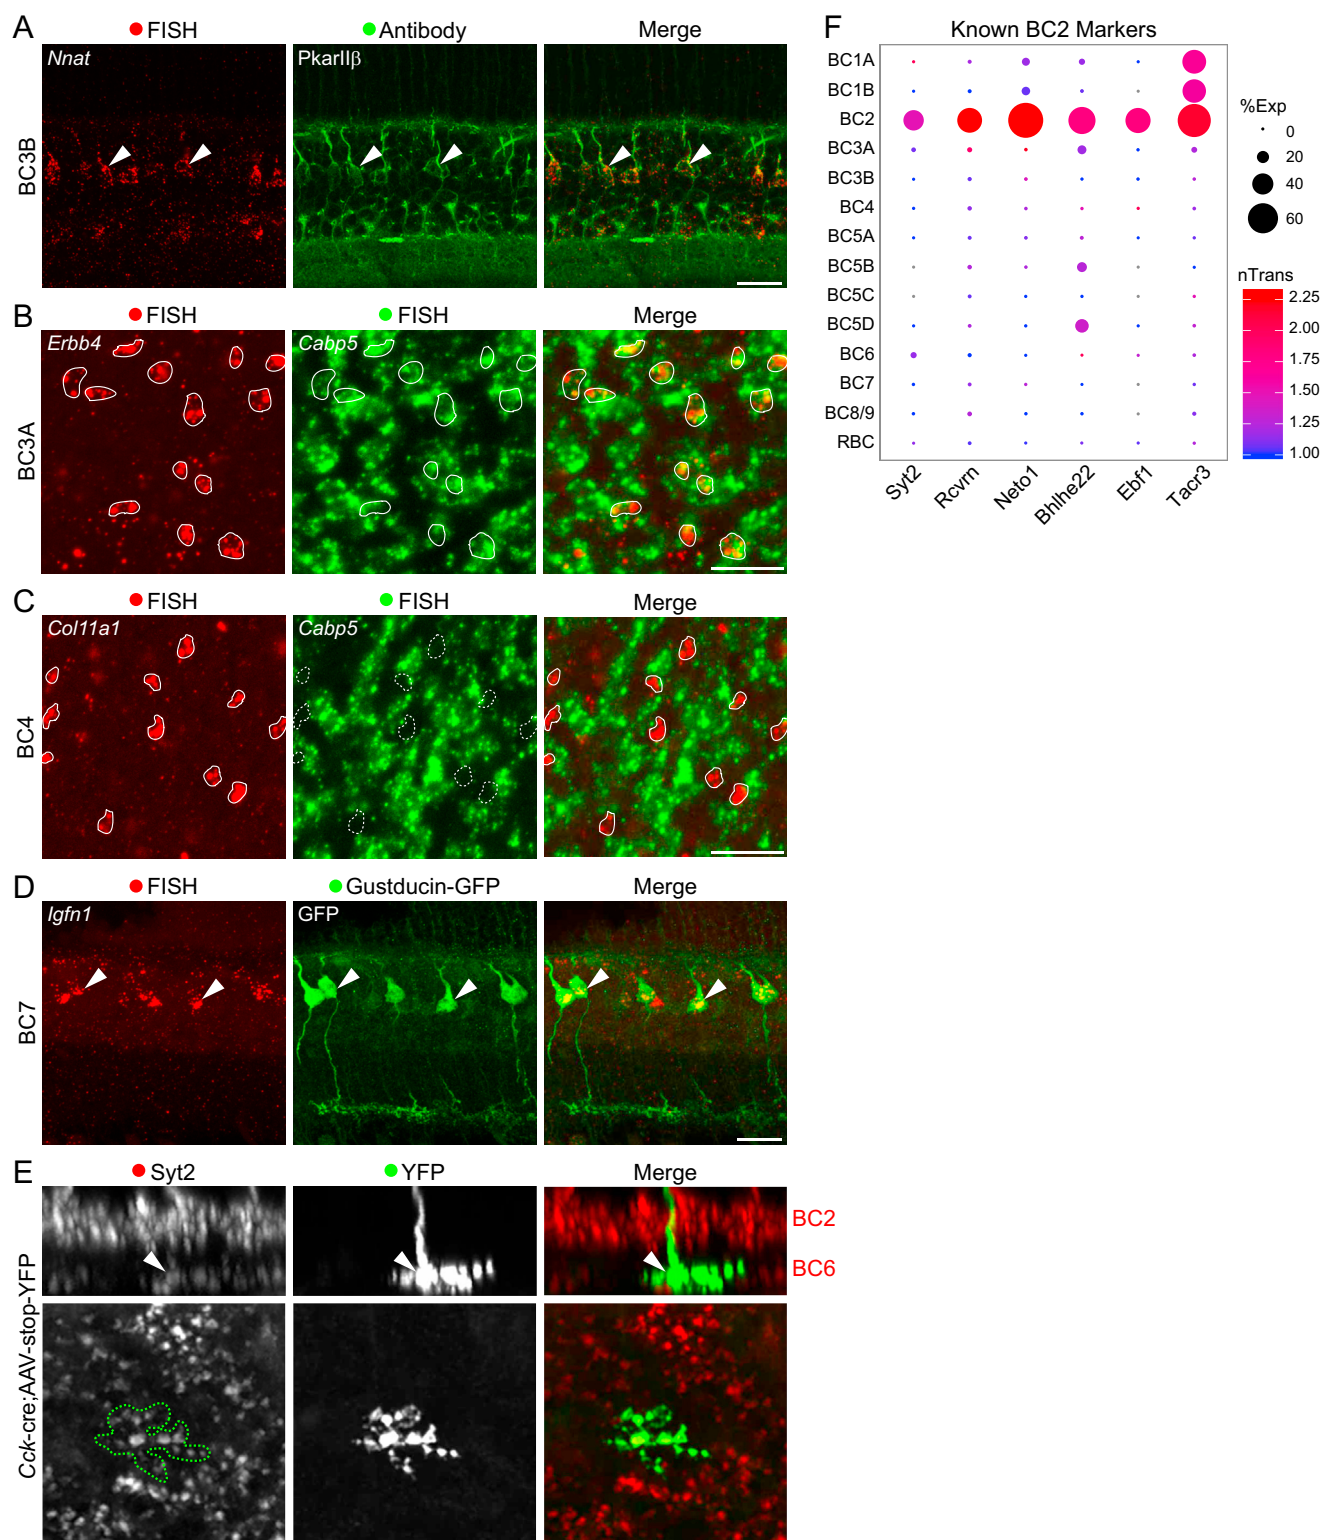 A
FISH
Antibody
Merge
Nnat
PkarIIβ
BC3B
B
FISH
FISH
Merge
Erbb4
Cabp5
BC3A
C
FISH
FISH
Merge
Col11a1
Cabp5
BC4
D
FISH
Gustducin-GFP
Merge
Igfn1
GFP
BC7
E
Syt2
YFP
Merge
BC2
BC6
Cck-cre;AAV-stop-YFP
F
Known BC2 Markers
BC1A
BC1B
BC2
BC3A
BC3B
BC4
BC5A
BC5B
BC5C
BC5D
BC6
BC7
BC8/9
RBC
Syt2
Rcvrn
Neto1
Bhlhe22
Ebf1
Tacr3
%Exp
0
20
40
60
nTrans
2.25
2.00
1.75
1.50
1.25
1.00